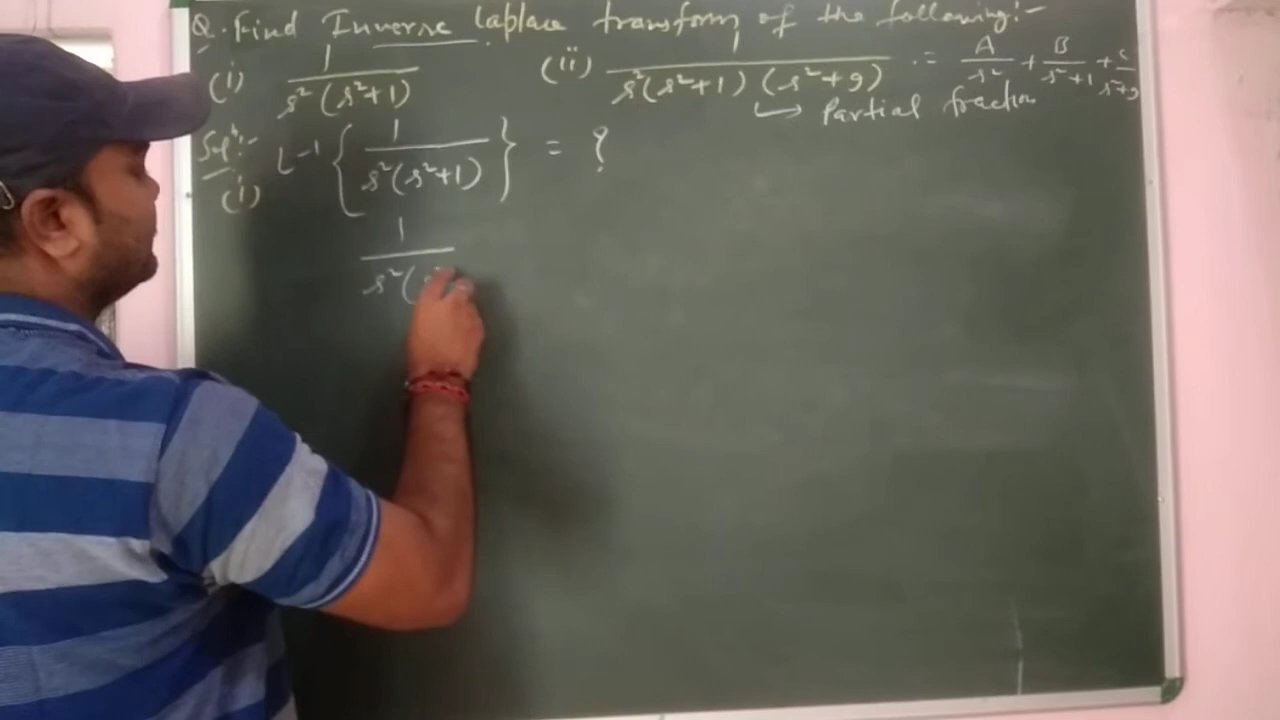 Q. Find Inverse Laplace transform of the following:-
(i) 1/(s²(s²+1)) (ii) 1/(s²(s²+1)(s²+9)) = A/s² + B/(s²+1) + C/(s²+9)
↳ Partial fraction
Solⁿ:- (i) L⁻¹{1/(s²(s²+1))} = ?
1/(s²(